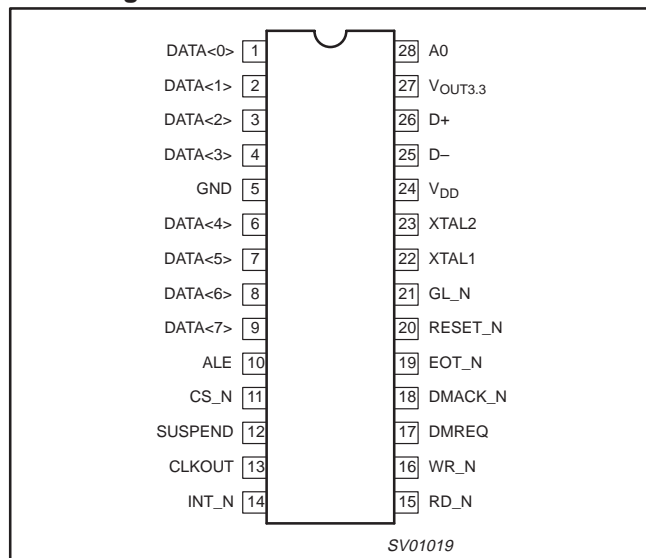 DATA<0> 1 28 A0
DATA<1> 2 27 VOUT3.3
DATA<2> 3 26 D+
DATA<3> 4 25 D–
GND 5 24 VDD
DATA<4> 6 23 XTAL2
DATA<5> 7 22 XTAL1
DATA<6> 8 21 GL_N
DATA<7> 9 20 RESET_N
ALE 10 19 EOT_N
CS_N 11 18 DMACK_N
SUSPEND 12 17 DMREQ
CLKOUT 13 16 WR_N
INT_N 14 15 RD_N
SV01019